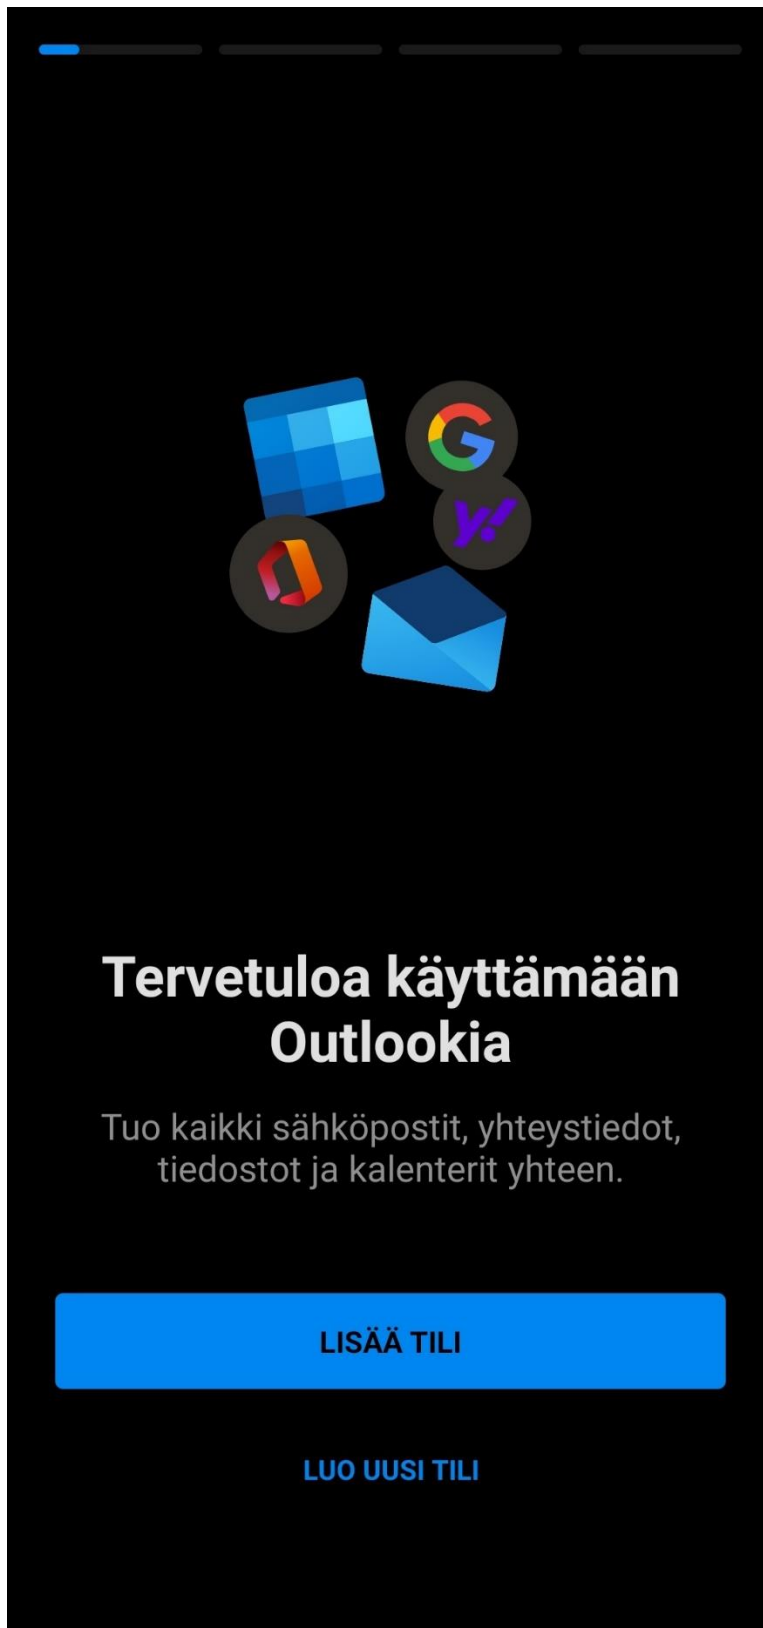 Tervetuloa käyttämään
Outlookia
Tuo kaikki sähköpostit, yhteystiedot,
tiedostot ja kalenterit yhteen.
LISÄÄ TILI
LUO UUSI TILI